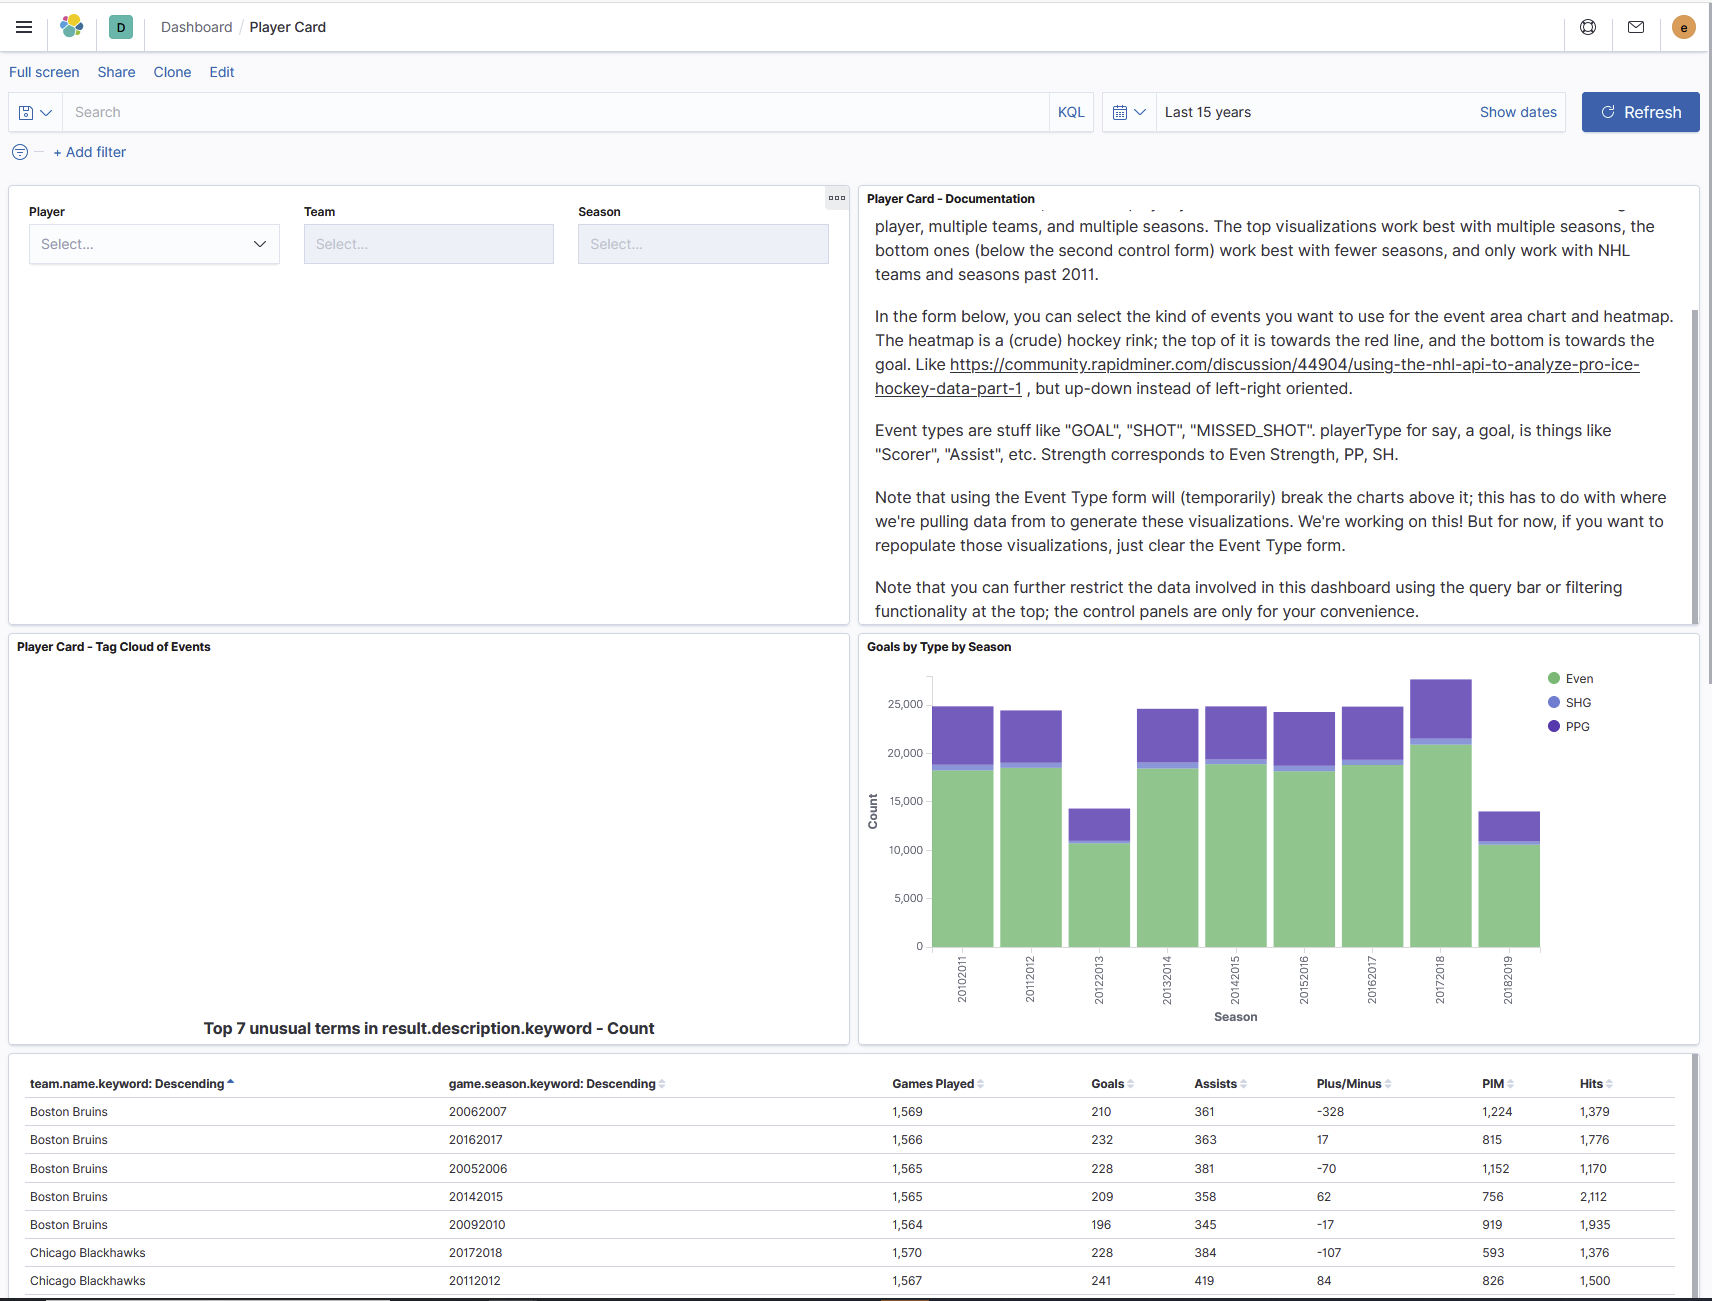 D
Dashboard / Player Card
e
Full screen Share Clone Edit
Search
KQL
Last 15 years
Show dates
Refresh
+ Add filter
Player
Select...
Team
Select...
Season
Select...
Player Card - Documentation
player, multiple teams, and multiple seasons. The top visualizations work best with multiple seasons, the
bottom ones (below the second control form) work best with fewer seasons, and only work with NHL
teams and seasons past 2011.
In the form below, you can select the kind of events you want to use for the event area chart and heatmap.
The heatmap is a (crude) hockey rink; the top of it is towards the red line, and the bottom is towards the
goal. Like https://community.rapidminer.com/discussion/44904/using-the-nhl-api-to-analyze-pro-ice-
hockey-data-part-1 , but up-down instead of left-right oriented.
Event types are stuff like "GOAL", "SHOT", "MISSED_SHOT". playerType for say, a goal, is things like
"Scorer", "Assist", etc. Strength corresponds to Even Strength, PP, SH.
Note that using the Event Type form will (temporarily) break the charts above it; this has to do with where
we're pulling data from to generate these visualizations. We're working on this! But for now, if you want to
repopulate those visualizations, just clear the Event Type form.
Note that you can further restrict the data involved in this dashboard using the query bar or filtering
functionality at the top; the control panels are only for your convenience.
Player Card - Tag Cloud of Events
Top 7 unusual terms in result.description.keyword - Count
Goals by Type by Season
Even
SHG
PPG
25,000
20,000
15,000
10,000
5,000
0
Count
20102011
20112012
20122013
20132014
20142015
20152016
20162017
20172018
20182019
Season
team.name.keyword: Descending game.season.keyword: Descending Games Played Goals Assists Plus/Minus PIM Hits
Boston Bruins 20062007 1,569 210 361 -328 1,224 1,379
Boston Bruins 20162017 1,566 232 363 17 815 1,776
Boston Bruins 20052006 1,565 228 381 -70 1,152 1,170
Boston Bruins 20142015 1,565 209 358 62 756 2,112
Boston Bruins 20092010 1,564 196 345 -17 919 1,935
Chicago Blackhawks 20172018 1,570 228 384 -107 593 1,376
Chicago Blackhawks 20112012 1,567 241 419 84 826 1,500